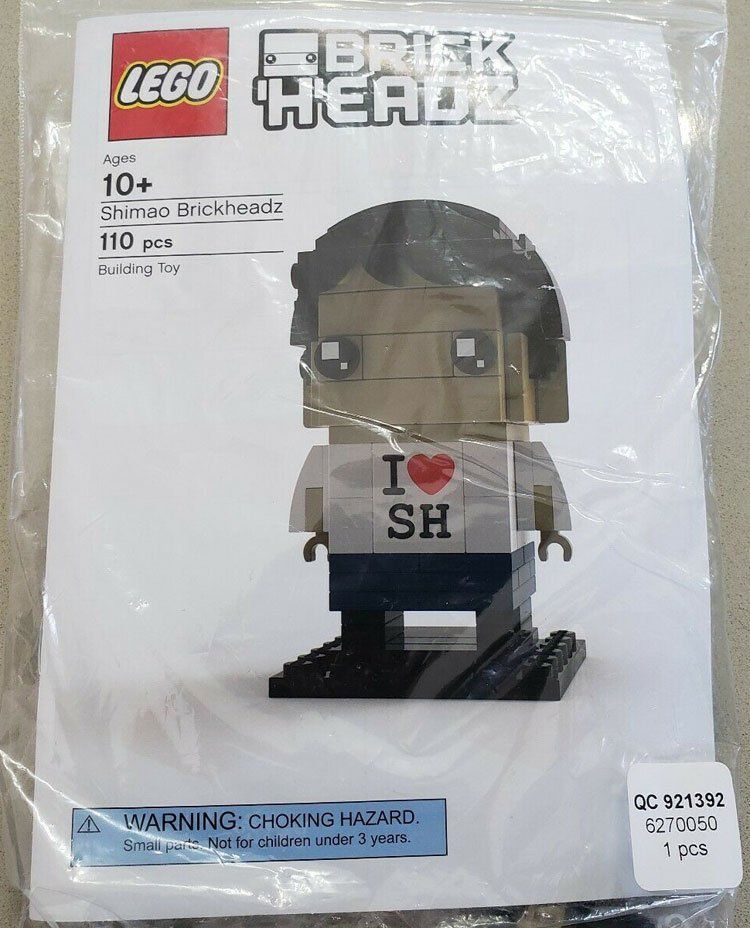 LEGO
BRICK
HEADZ
Ages
10+
Shimao Brickheadz
110 pcs
Building Toy
I ❤
SH
WARNING: CHOKING HAZARD.
Small parts. Not for children under 3 years.
QC 921392
6270050
1 pcs